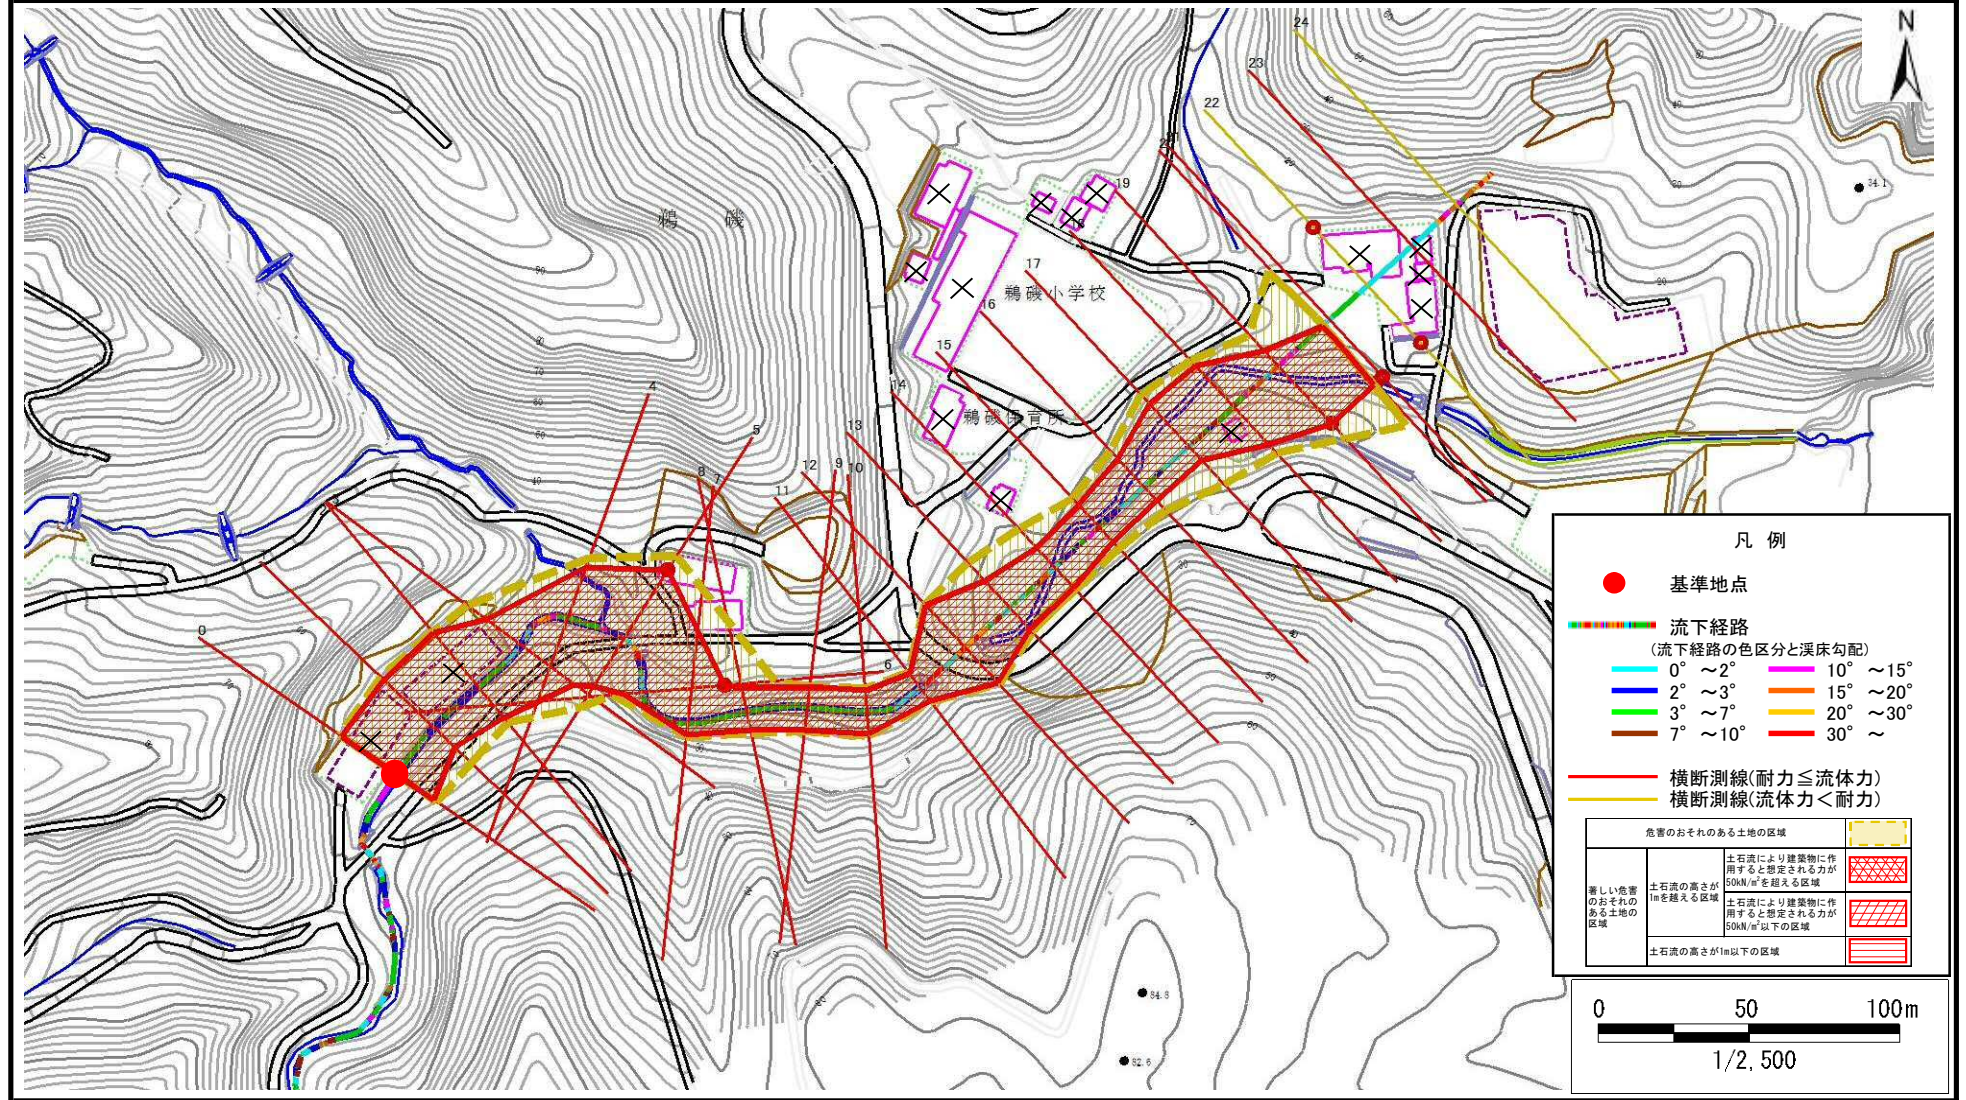 N
24
23
22
21
19
17
16
15
14
13
12
11
10
9
8
7
6
5
4
0
鵜 磯
鵜磯小学校
鵜磯保育所
34.1
84.3
82.6
凡 例
基準地点
流下経路
(流下経路の色区分と渓床勾配)
0° ～2° 10° ～15°
2° ～3° 15° ～20°
3° ～7° 20° ～30°
7° ～10° 30° ～
横断測線(耐力≦流体力)
横断測線(流体力＜耐力)
危害のおそれのある土地の区域
著しい危害
のおそれの
ある土地の
区域
土石流の高さが
1mを越える区域
土石流により建築物に作
用すると想定される力が
50kN/㎡を超える区域
土石流により建築物に作
用すると想定される力が
50kN/㎡以下の区域
土石流の高さが1m以下の区域
0 50 100m
1/2,500